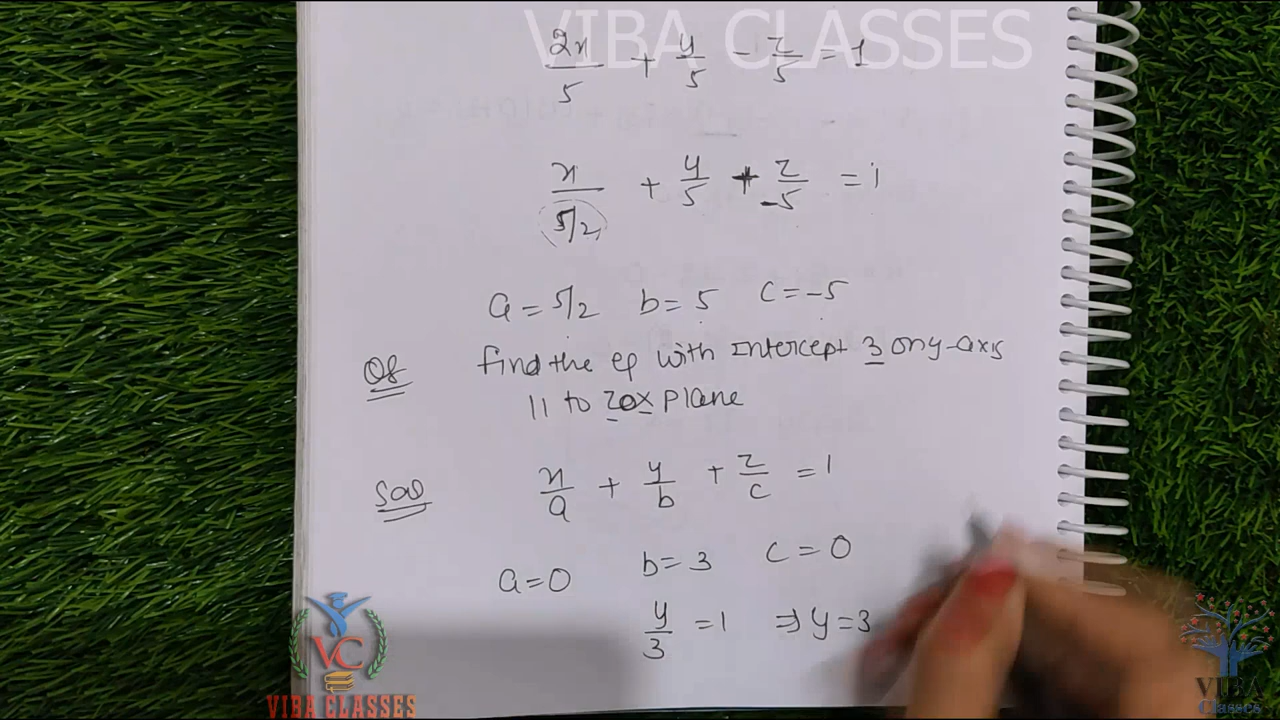 VIBA CLASSES
2x/5 + y/5 - z/5 = 1
x/5/2 + y/5 + z/-5 = 1
a = 5/2 b = 5 c = -5
Q8 find the eq with Intercept 3 on y-axis
11 to zox plane
Sol x/a + y/b + z/c = 1
a=0 b=3 c=0
y/3 = 1 ⇒ y=3
VC
VIBA CLASSES
VIBA
Classes